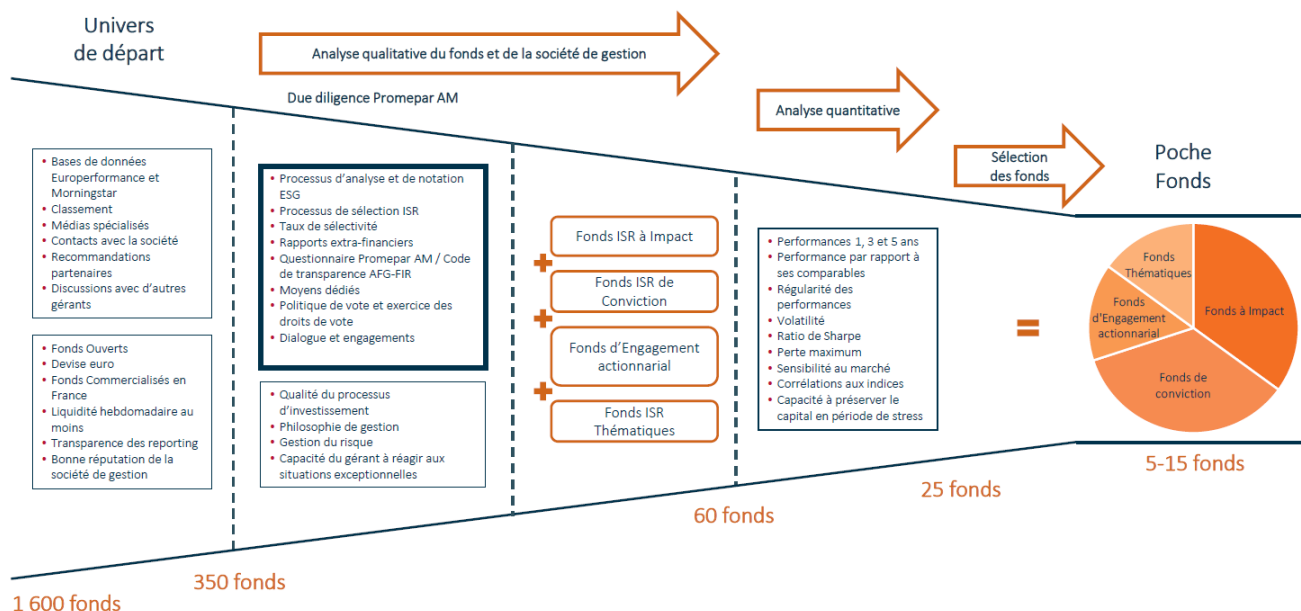 Univers
de départ
Analyse qualitative du fonds et de la société de gestion
Due diligence Promepar AM
Analyse quantitative
Sélection
des fonds
Poche
Fonds
• Bases de données
Europerformance et
Morningstar
• Classement
• Médias spécialisés
• Contacts avec la société
• Recommandations
partenaires
• Discussions avec d'autres
gérants
• Fonds Ouverts
• Devise euro
• Fonds Commercialisés en
France
• Liquidité hebdomadaire au
moins
• Transparence des reporting
• Bonne réputation de la
société de gestion
• Processus d'analyse et de notation
ESG
• Processus de sélection ISR
• Taux de sélectivité
• Rapports extra-financiers
• Questionnaire Promepar AM / Code
de transparence AFG-FIR
• Moyens dédiés
• Politique de vote et exercice des
droits de vote
• Dialogue et engagements
• Qualité du processus
d'investissement
• Philosophie de gestion
• Gestion du risque
• Capacité du gérant à réagir aux
situations exceptionnelles
Fonds ISR à Impact
+
Fonds ISR de
Conviction
+
Fonds d'Engagement
actionnarial
+
Fonds ISR
Thématiques
• Performances 1, 3 et 5 ans
• Performance par rapport à
ses comparables
• Régularité des
performances
• Volatilité
• Ratio de Sharpe
• Perte maximum
• Sensibilité au marché
• Corrélations aux indices
• Capacité à préserver le
capital en période de stress
=
Fonds
Thématiques
Fonds
d'Engagement
actionnarial
Fonds à Impact
Fonds de
conviction
5-15 fonds
25 fonds
60 fonds
350 fonds
1 600 fonds